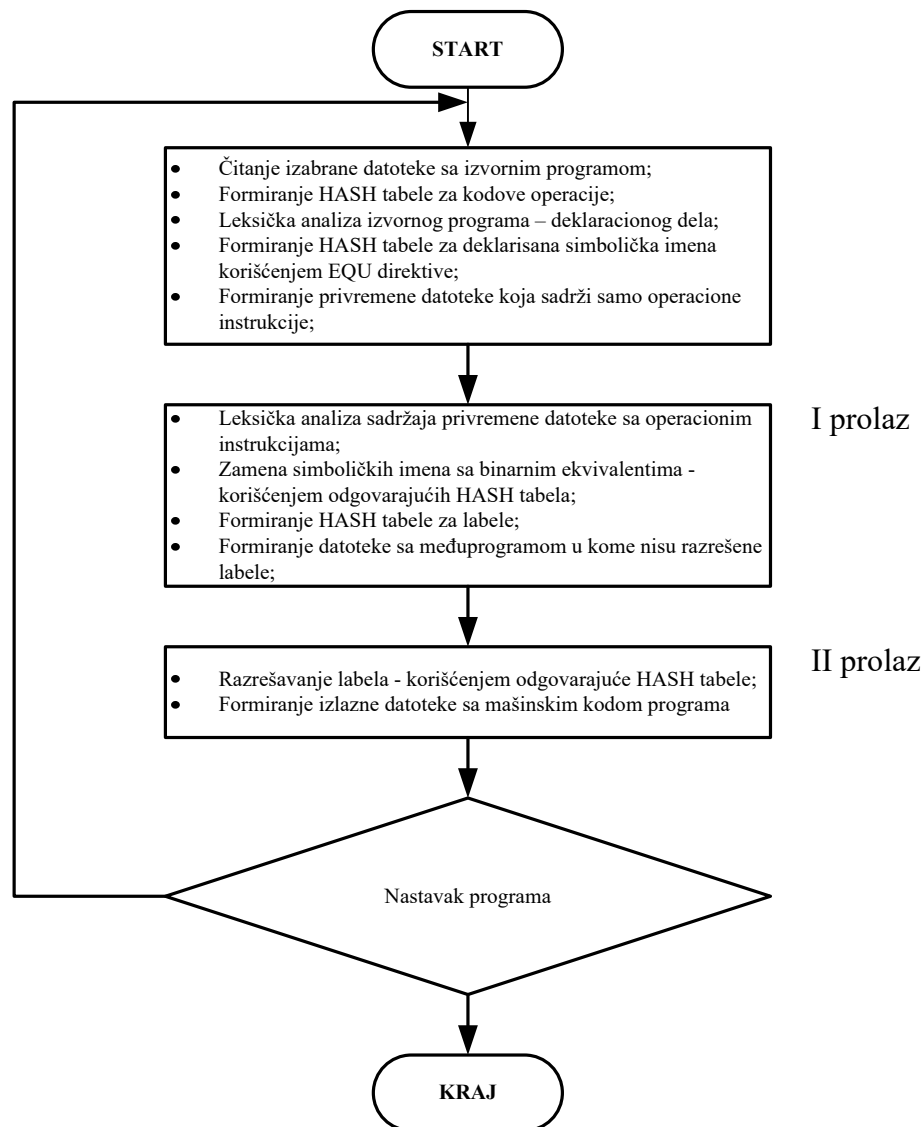 START
• Čitanje izabrane datoteke sa izvornim programom;
• Formiranje HASH tabele za kodove operacije;
• Leksička analiza izvornog programa – deklaracionog dela;
• Formiranje HASH tabele za deklarisana simbolička imena
korišćenjem EQU direktive;
• Formiranje privremene datoteke koja sadrži samo operacione
instrukcije;
I prolaz
• Leksička analiza sadržaja privremene datoteke sa operacionim
instrukcijama;
• Zamena simboličkih imena sa binarnim ekvivalentima -
korišćenjem odgovarajućih HASH tabela;
• Formiranje HASH tabele za labele;
• Formiranje datoteke sa međuprogramom u kome nisu razrešene
labele;
II prolaz
• Razrešavanje labela - korišćenjem odgovarajuće HASH tabele;
• Formiranje izlazne datoteke sa mašinskim kodom programa
Nastavak programa
KRAJ